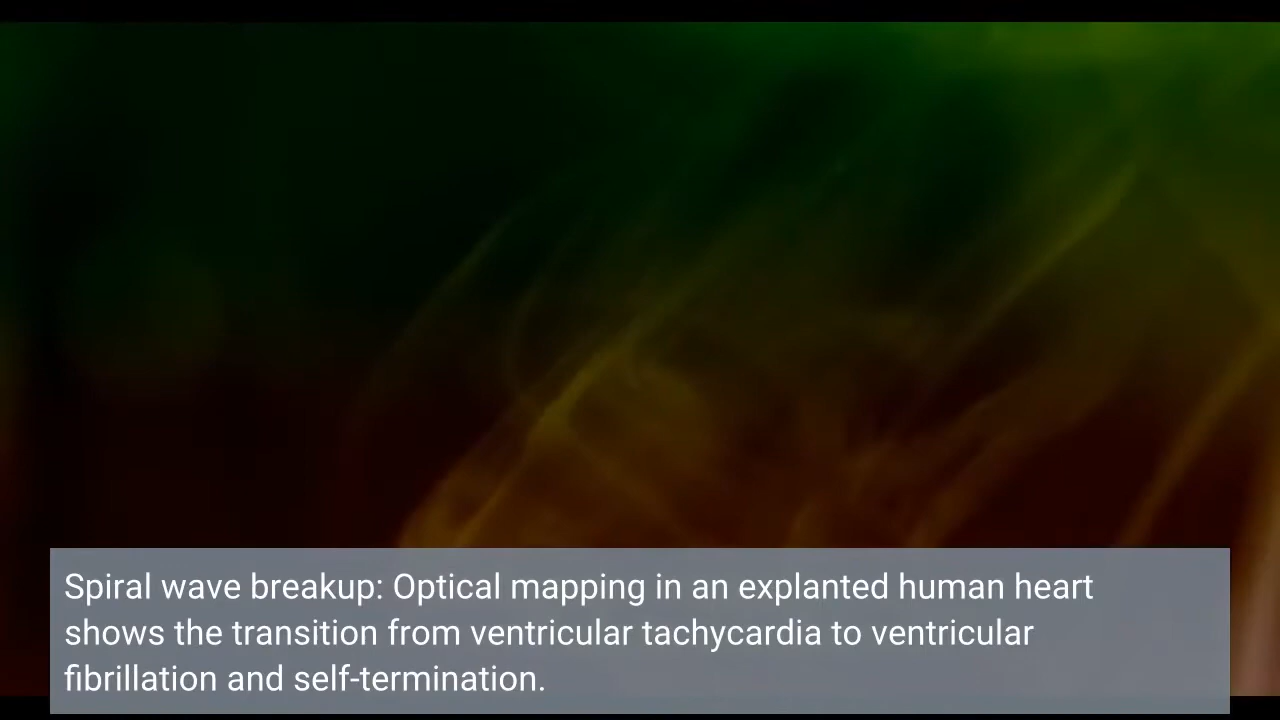 Spiral wave breakup: Optical mapping in an explanted human heart
shows the transition from ventricular tachycardia to ventricular
fibrillation and self-termination.